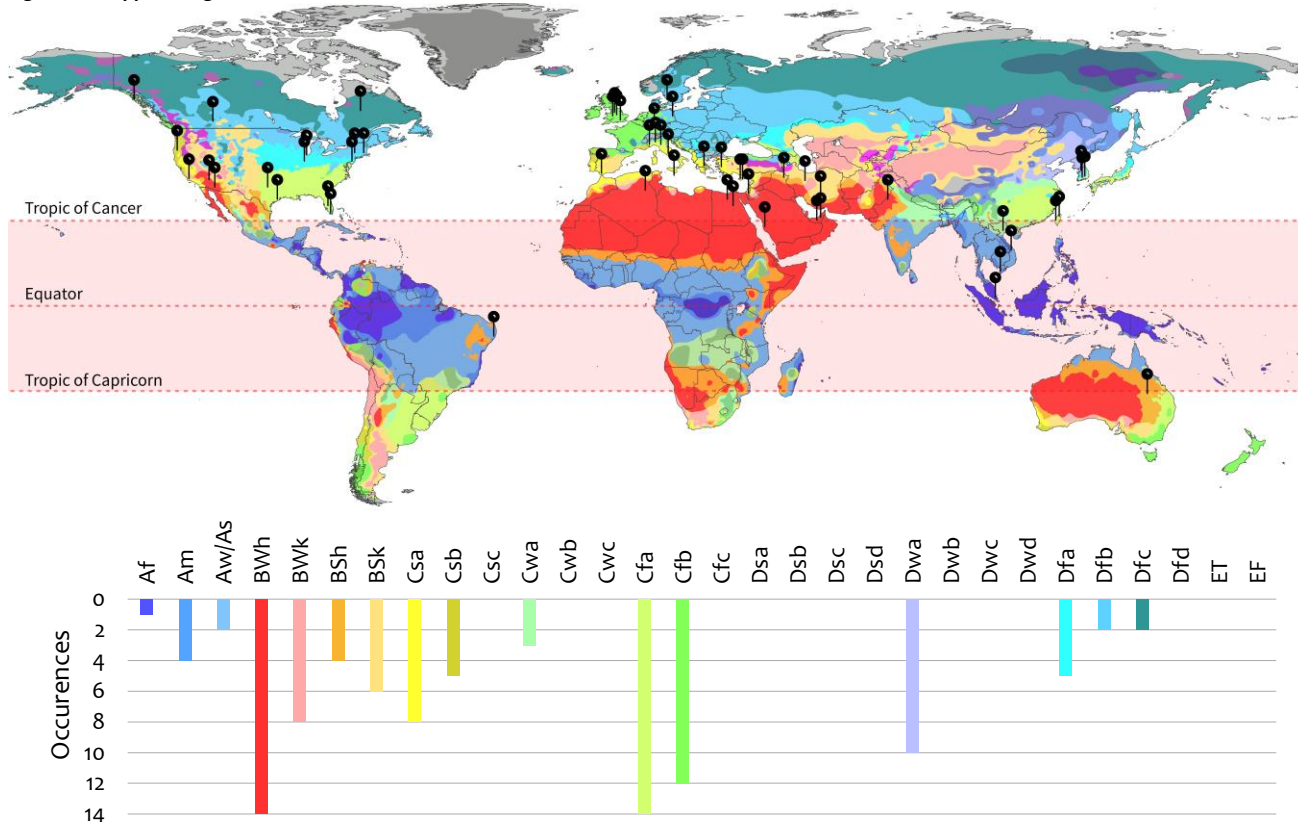 Tropic of Cancer
Equator
Tropic of Capricorn
Af Am Aw/As BWh BWk BSh BSk Csa Csb Csc Cwa Cwb Cwc Cfa Cfb Cfc Dsa Dsb Dsc Dsd Dwa Dwb Dwc Dwd Dfa Dfb Dfc Dfd ET EF
Occurences
0
2
4
6
8
10
12
14